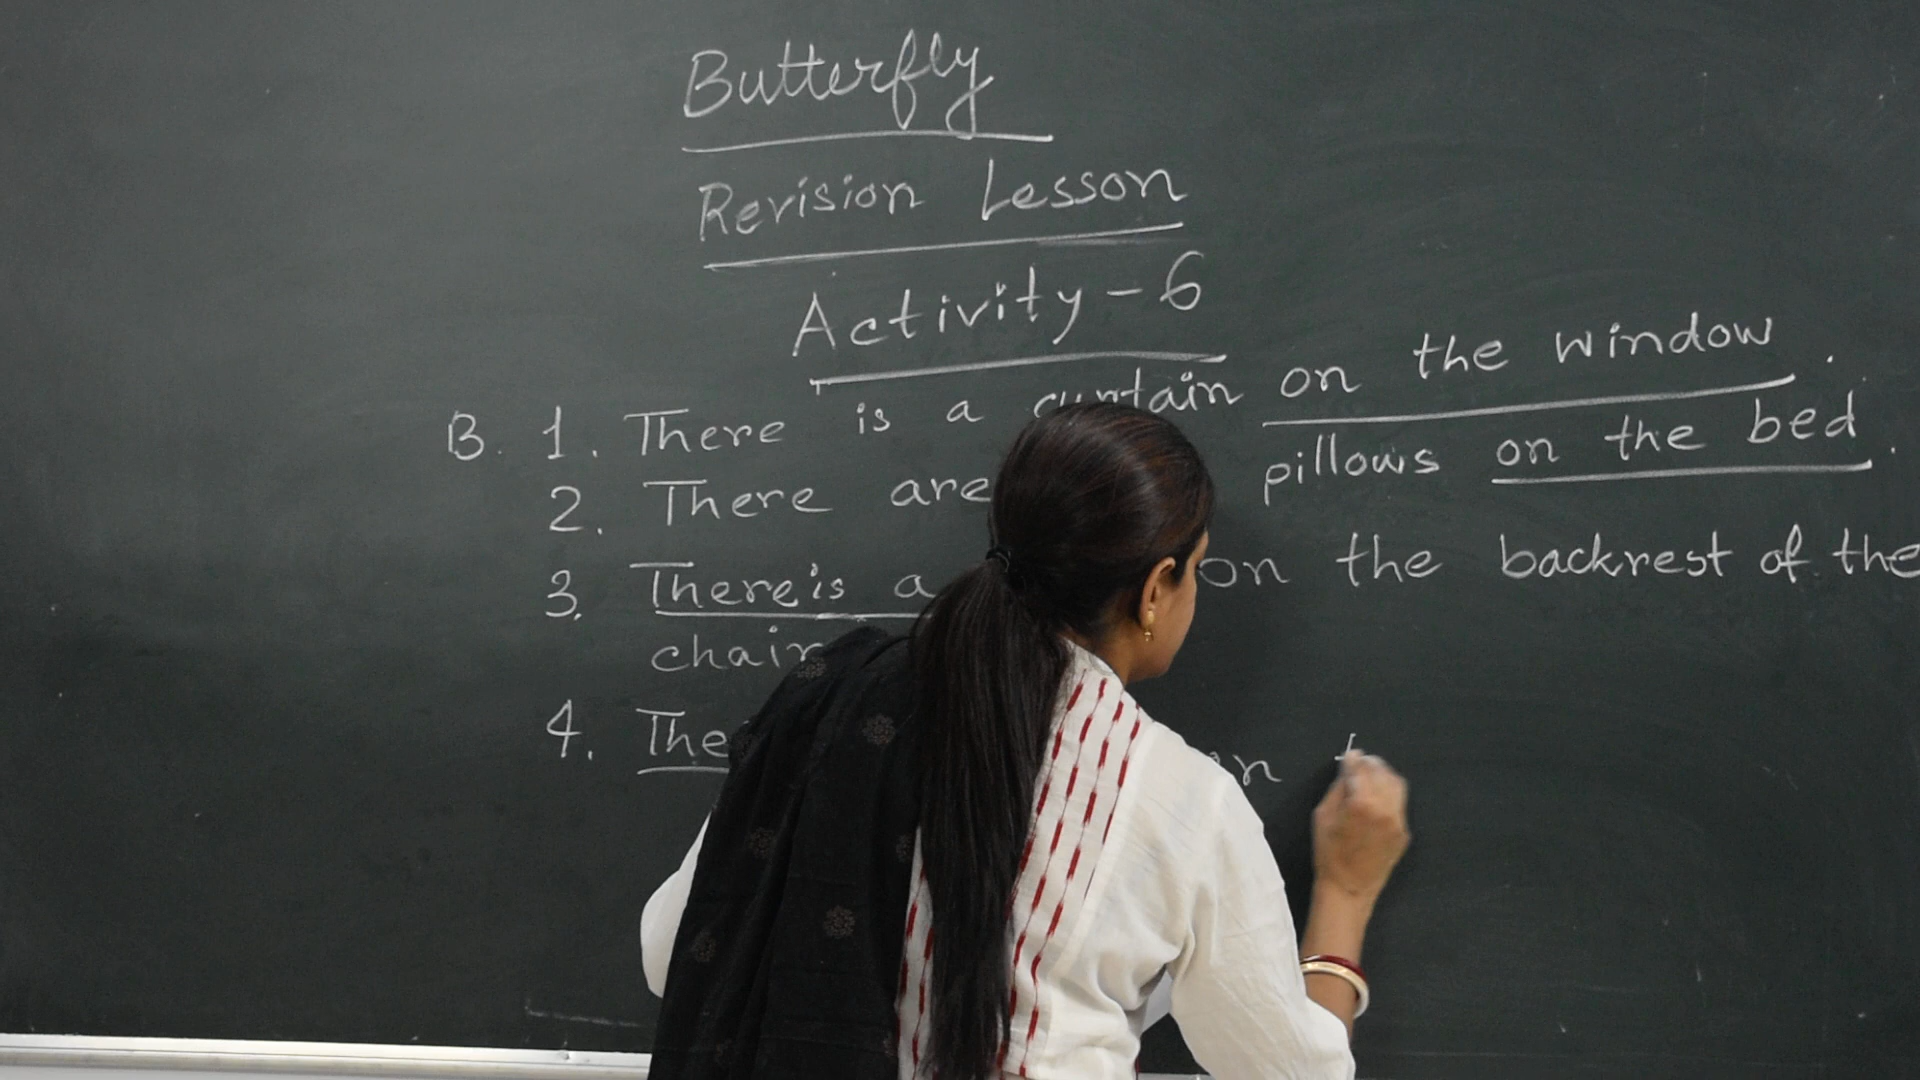 Butterfly
Revision Lesson
Activity - 6
B. 1. There is a curtain on the window.
2. There are pillows on the bed.
3. There is a on the backrest of the
chair
4.